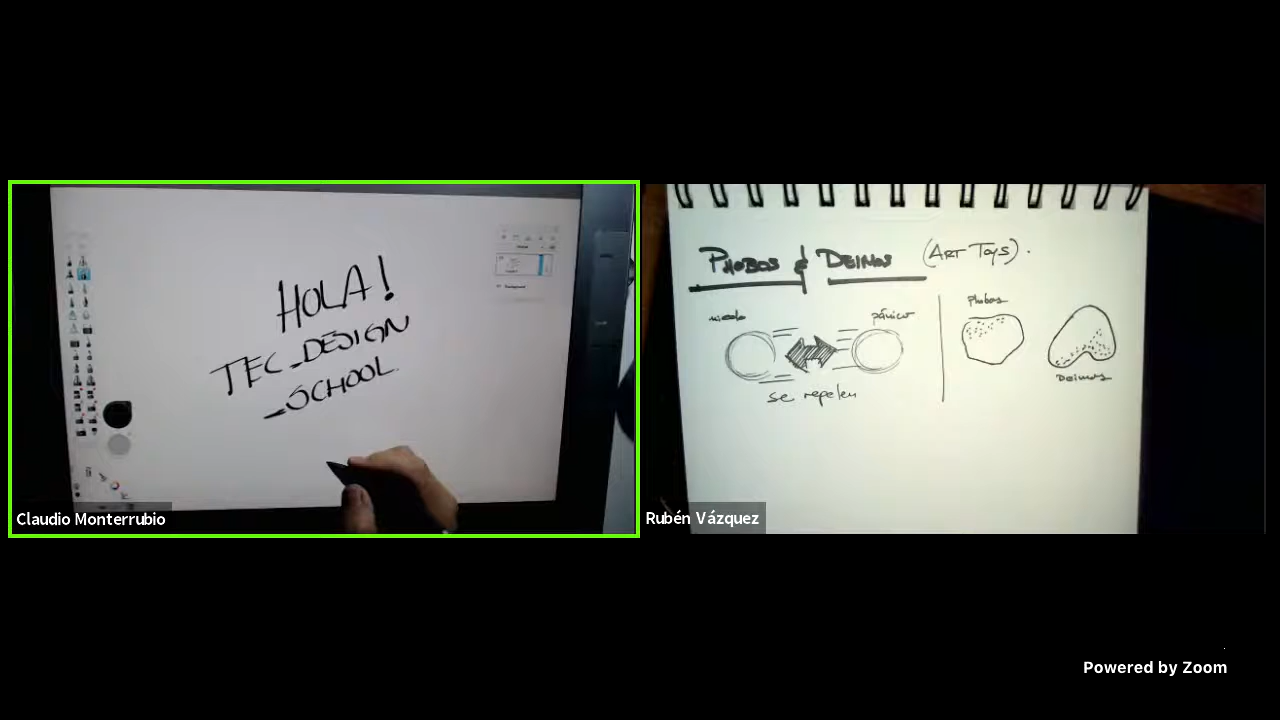 HOLA!
TEC_DESIGN
_SCHOOL.
Claudio Monterrubio
PHOBOS & DEIMOS (ART TOYS).
miedo
pánico
se repelen
Phobos
DEIMOS
Rubén Vázquez
Powered by Zoom